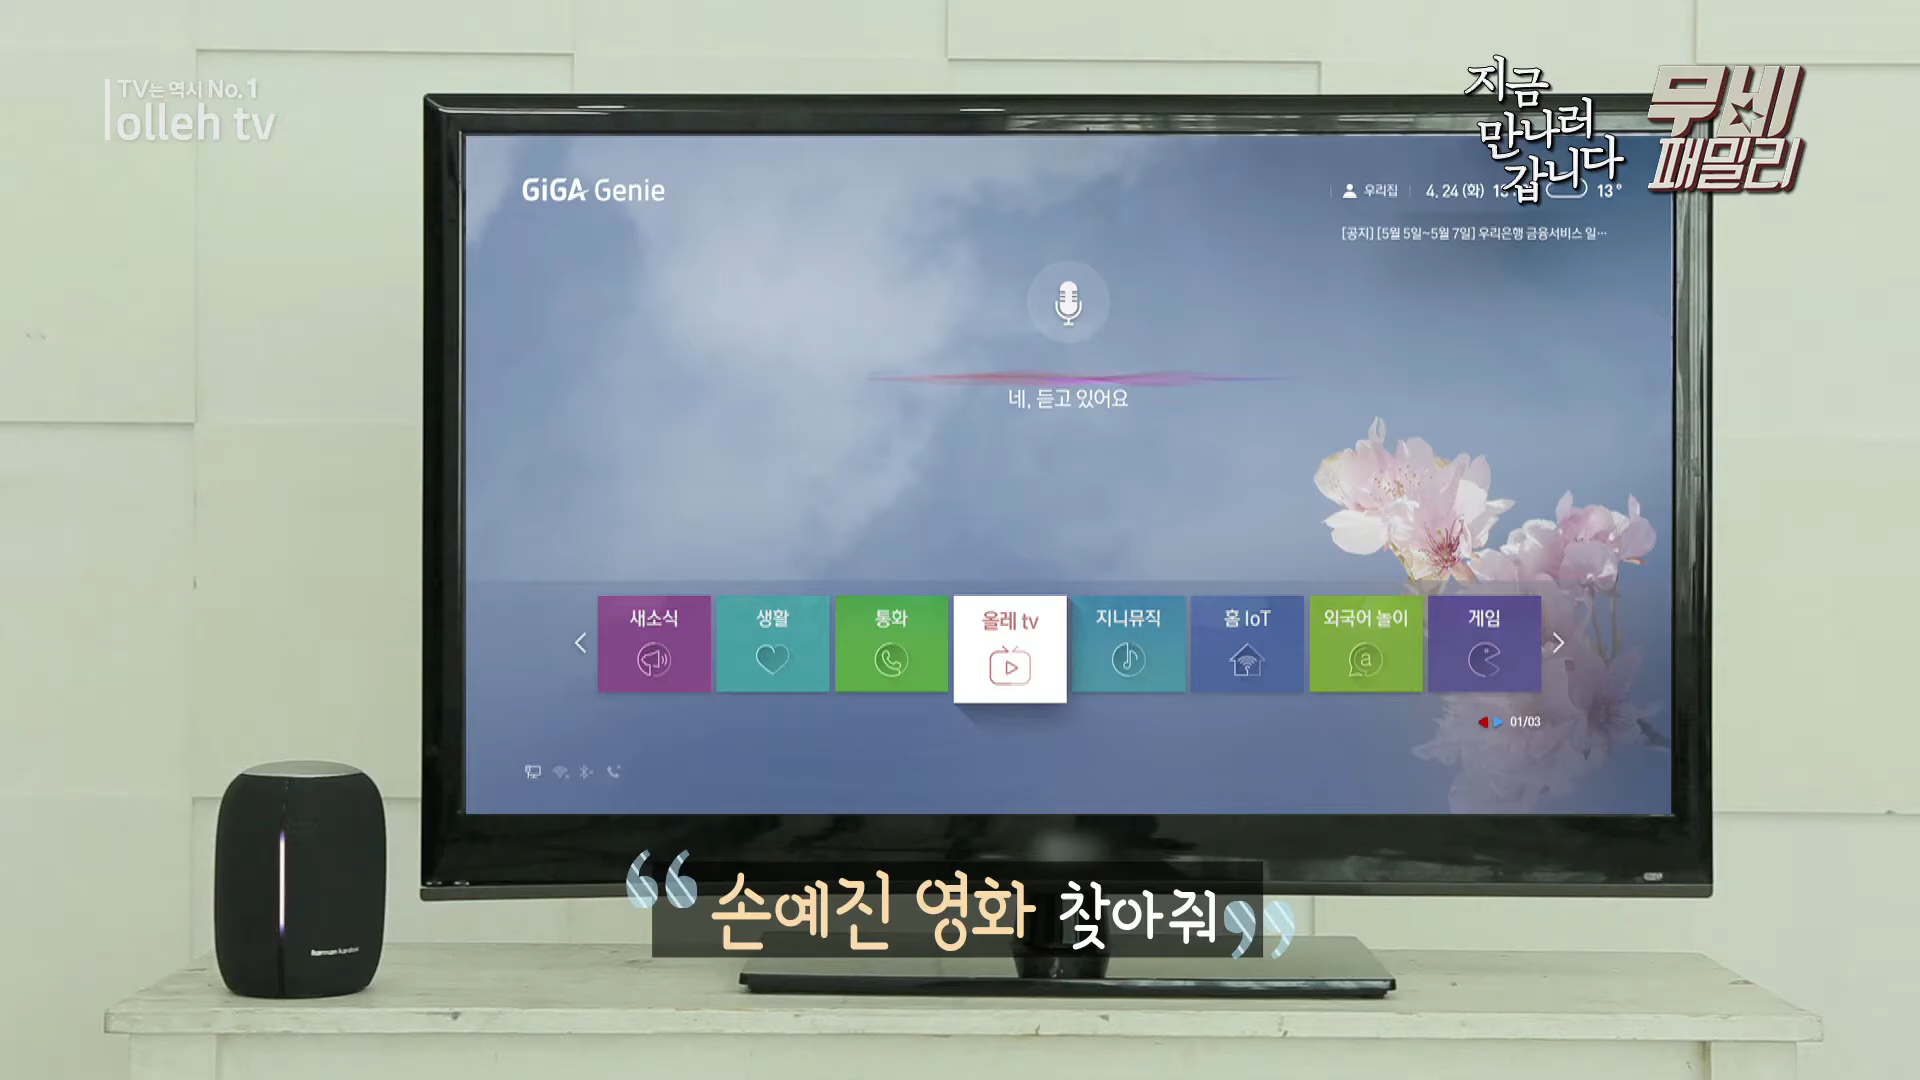 TV는 역시 No.1
olleh tv
지금
만나러
갑니다
무비
패밀리
GiGA Genie
우리집
4. 24 (화)
13°
[공지] [5월 5일~5월 7일] 우리은행 금융서비스 일…
네, 듣고 있어요
새소식
생활
통화
올레 tv
지니뮤직
홈 IoT
외국어 놀이
a
게임
01/03
harman kardon
“손예진 영화 찾아줘”